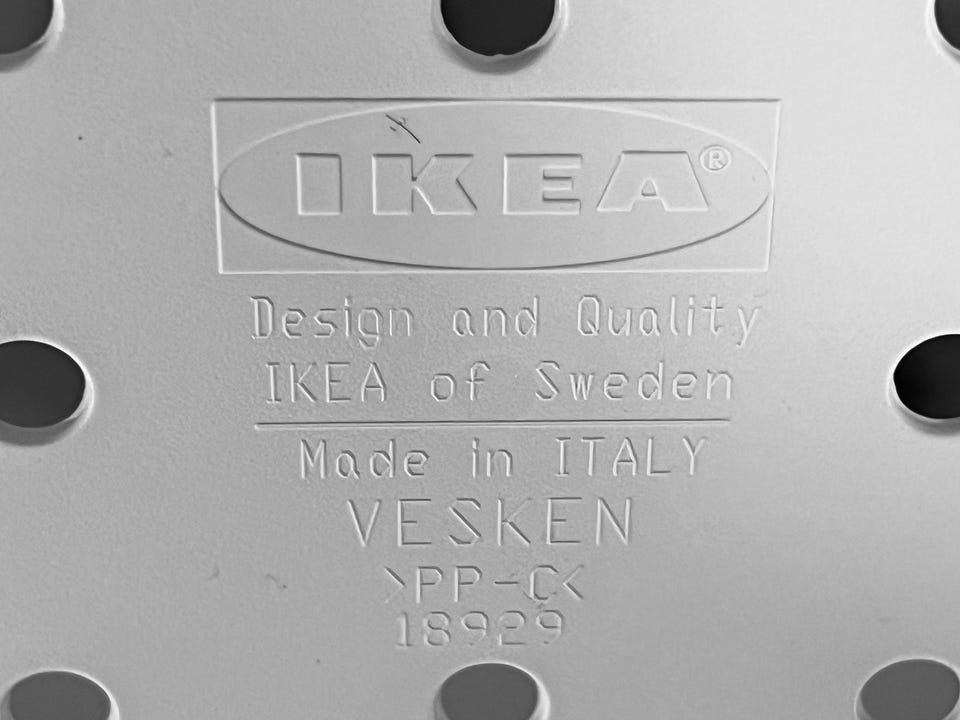 IKEA®
Design and Quality
IKEA of Sweden
Made in ITALY
VESKEN
>PP-C<
18929